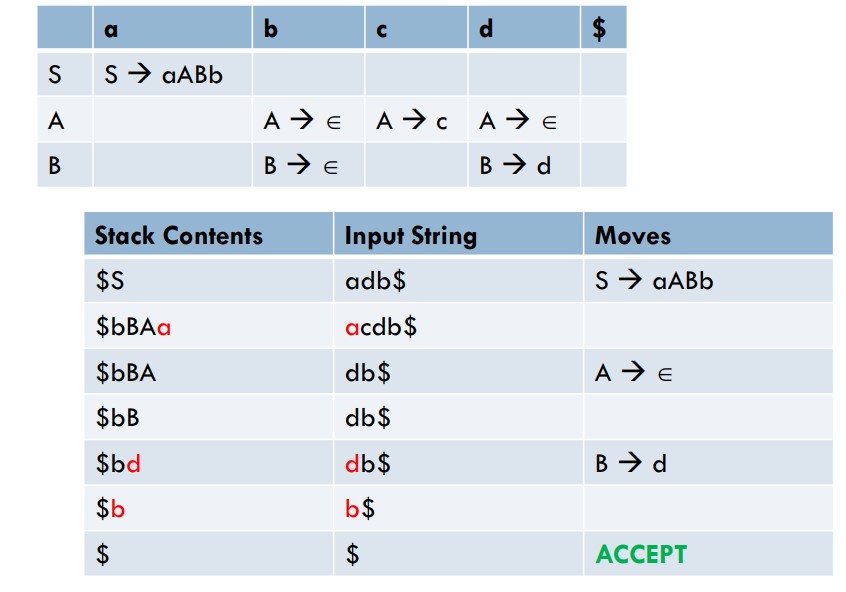 a b c d $
S S → aABb
A A → ∈ A → c A → ∈
B B → ∈ B → d
Stack Contents Input String Moves
$S adb$ S → aABb
$bBAa acdb$
$bBA db$ A → ∈
$bB db$
$bd db$ B → d
$b b$
$ $ ACCEPT